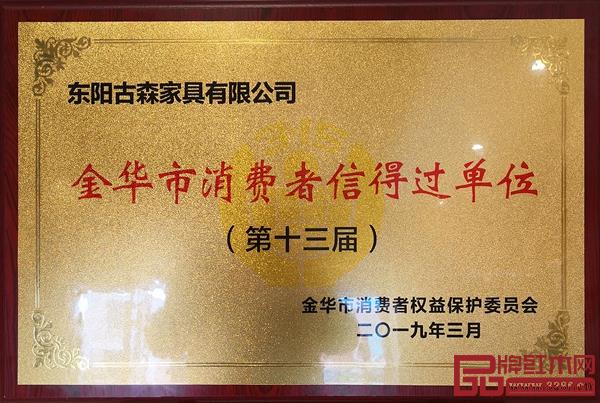 东阳古森家具有限公司
315
金华市消费者信得过单位
（第十三届）
金华市消费者权益保护委员会
二〇一九年三月
品牌红木网